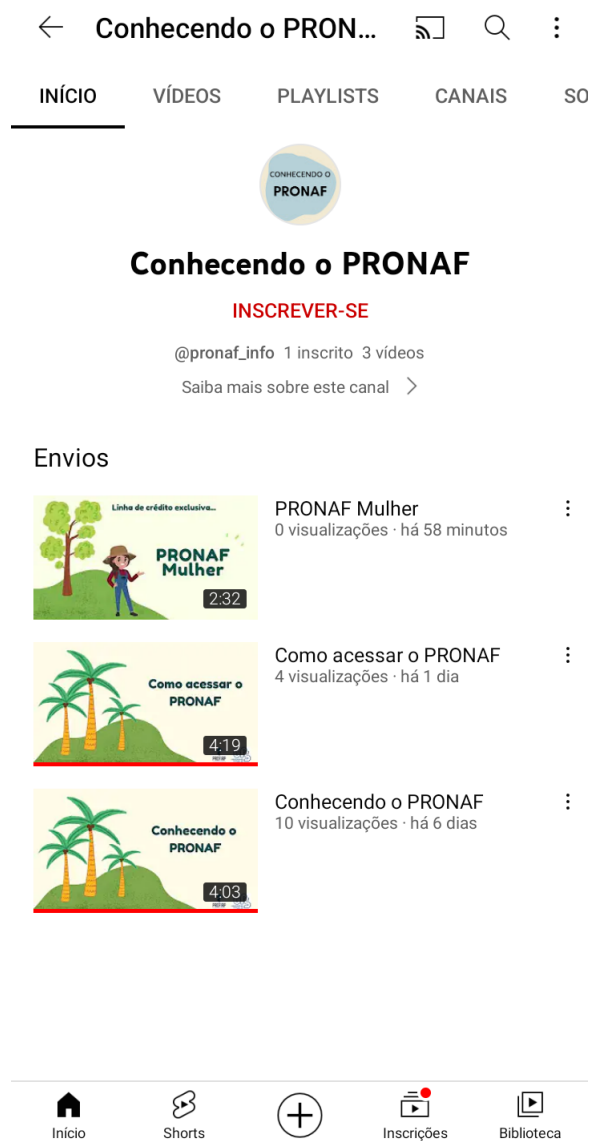 Conhecendo o PRON...
INÍCIO VÍDEOS PLAYLISTS CANAIS SO
CONHECENDO O
PRONAF
Conhecendo o PRONAF
INSCREVER-SE
@pronaf_info 1 inscrito 3 vídeos
Saiba mais sobre este canal
Envios
Linha de crédito exclusiva...
PRONAF
Mulher
2:32
PRONAF Mulher
0 visualizações · há 58 minutos
Como acessar o
PRONAF
4:19
Como acessar o PRONAF
4 visualizações · há 1 dia
Conhecendo o
PRONAF
4:03
Conhecendo o PRONAF
10 visualizações · há 6 dias
Início Shorts Inscrições Biblioteca